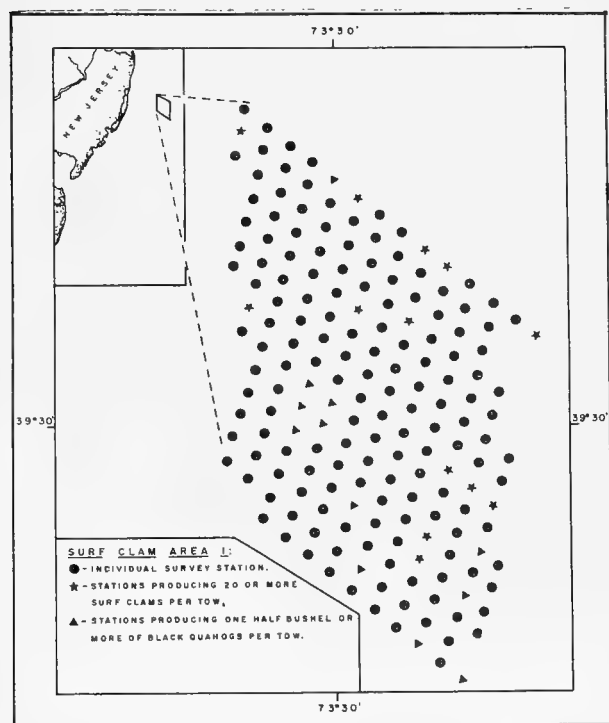 73°30'
NEW JERSEY
39°30'
39°30'
SURF CLAM AREA I:
● - INDIVIDUAL SURVEY STATION.
★ - STATIONS PRODUCING 20 OR MORE
SURF CLAMS PER TOW.
▲ - STATIONS PRODUCING ONE HALF BUSHEL OR
MORE OF BLACK QUAHOGS PER TOW.
73°30'